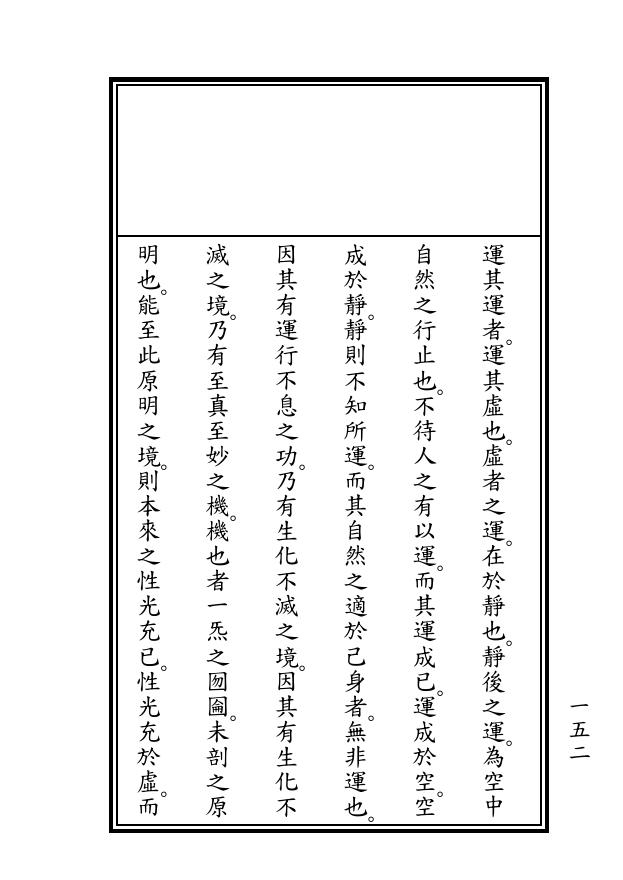 運其運者。運其虛也。虛者之運。在於靜也。靜後之運。為空中
自然之行止也。不待人之有以運。而其運成已。運成於空。空
成於靜。靜則不知所運。而其自然之適於己身者。無非運也。
因其有運行不息之功。乃有生化不滅之境。因其有生化不
滅之境。乃有至真至妙之機。機也者一炁之囫圇。未剖之原
明也。能至此原明之境。則本來之性光充已。性光充於虛。而
一五二